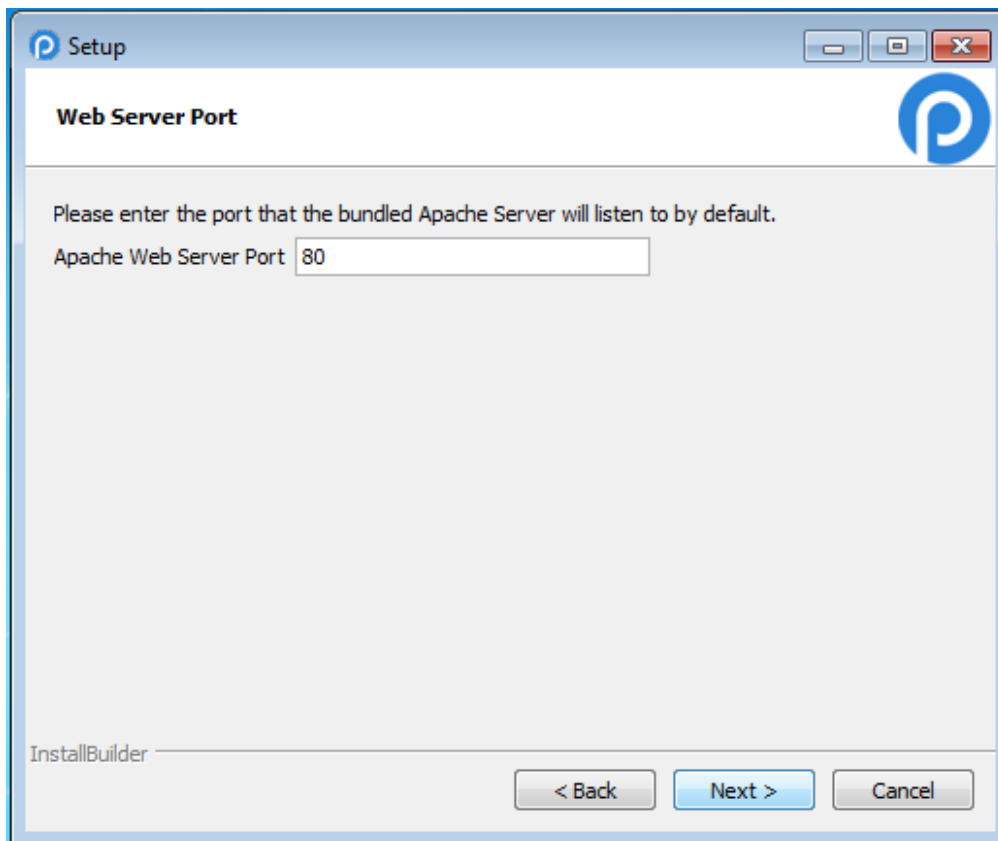 Setup
Web Server Port
Please enter the port that the bundled Apache Server will listen to by default.
Apache Web Server Port 80
InstallBuilder
< Back Next > Cancel